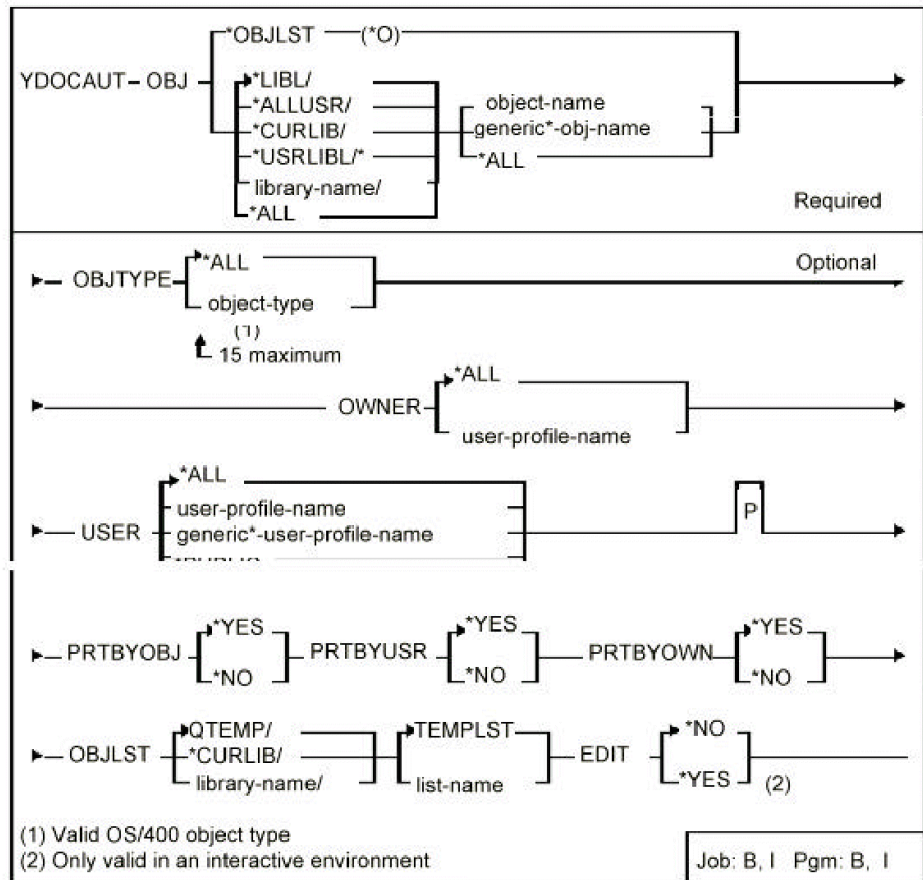 *OBJLST (*O)
YDOCAUT OBJ
*LIBL/
*ALLUSR/
*CURLIB/
*USRLIBL/*
library-name/
*ALL
object-name
generic*-obj-name
*ALL
Required
OBJTYPE
*ALL
object-type
(1)
15 maximum
Optional
OWNER
*ALL
user-profile-name
USER
*ALL
user-profile-name
generic*-user-profile-name
P
PRTBYOBJ
*YES
*NO
PRTBYUSR
*YES
*NO
PRTBYOWN
*YES
*NO
OBJLST
QTEMP/
*CURLIB/
library-name/
TEMPLST
list-name
EDIT
*NO
*YES (2)
(1) Valid OS/400 object type
(2) Only valid in an interactive environment
Job: B, I Pgm: B, I